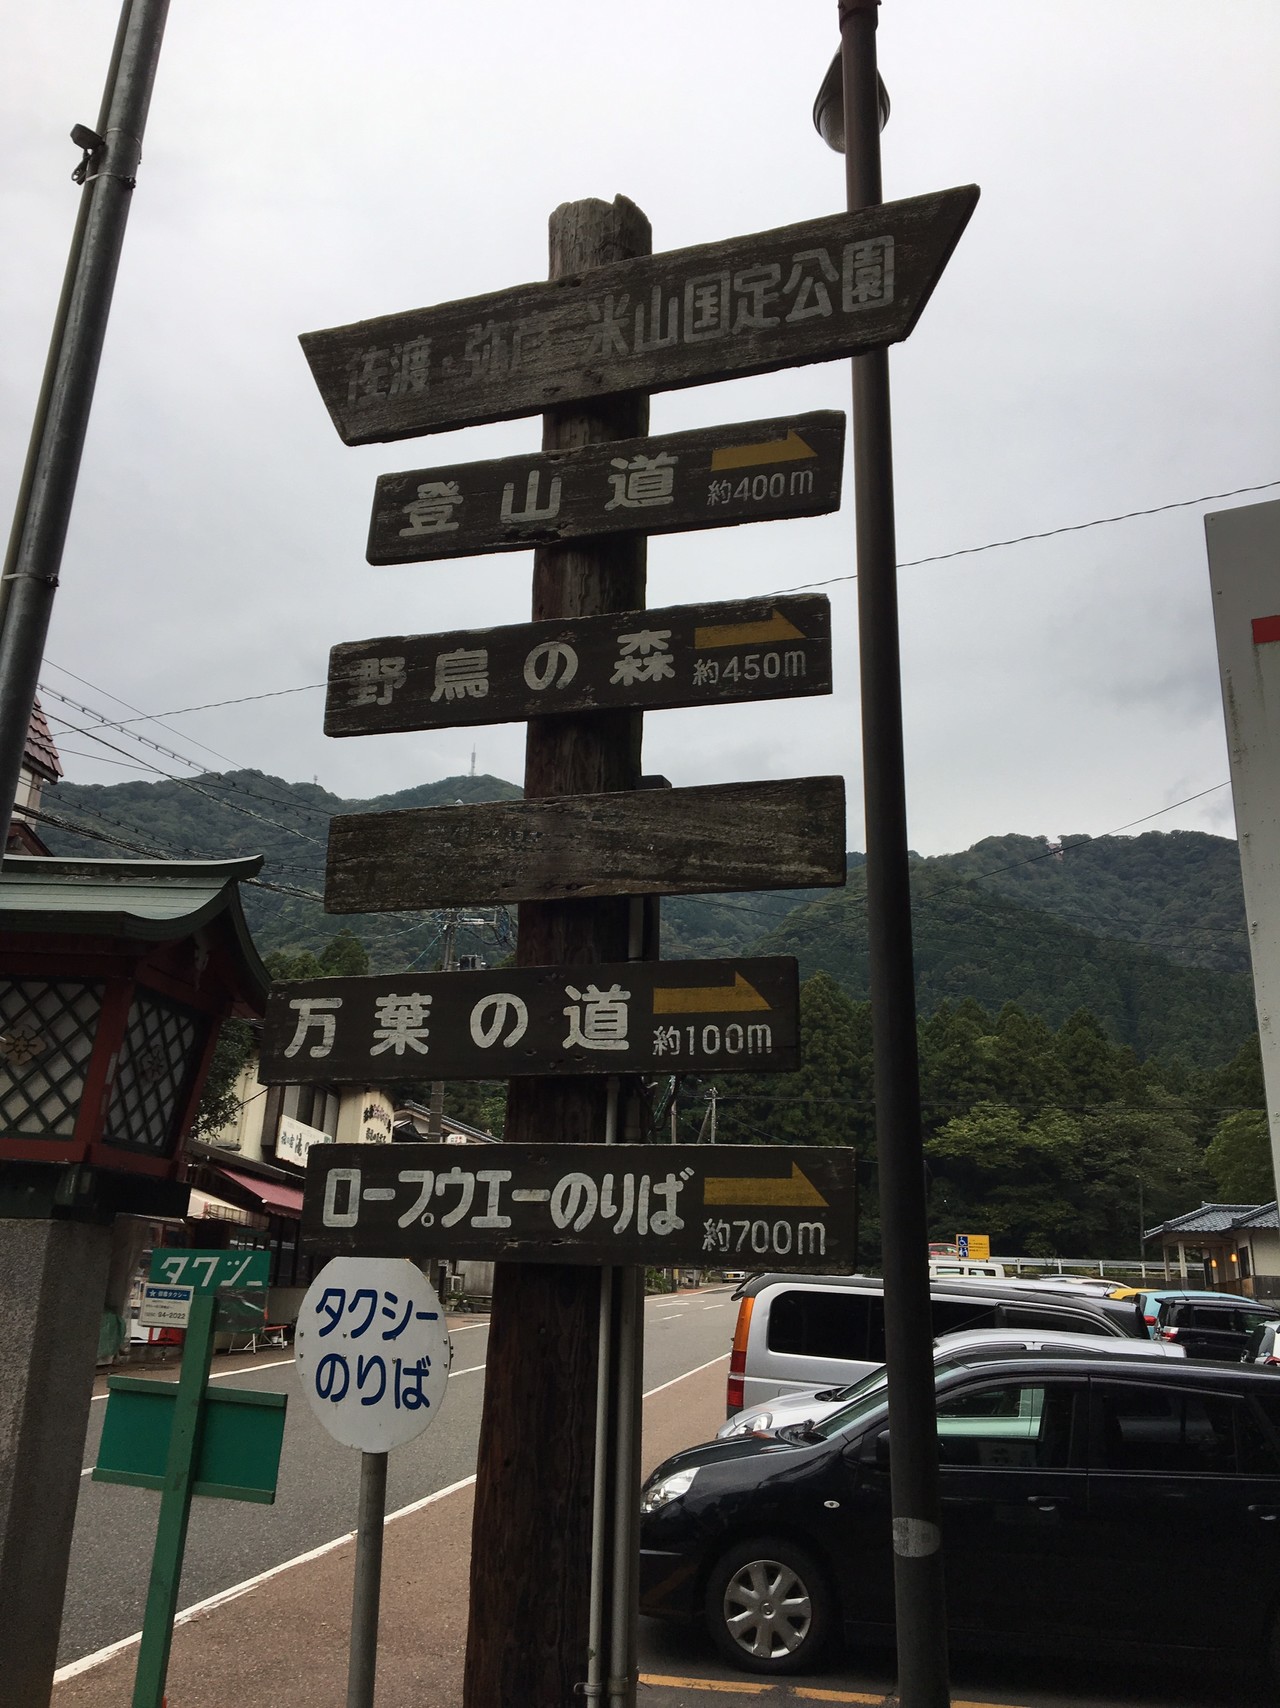 佐渡・弥彦 米山国定公園
登山道
約400m
野鳥の森
約450m
万葉の道
約100m
ロープウエーのりば
約700m
タクシー
94-2022
タクシー
のりば